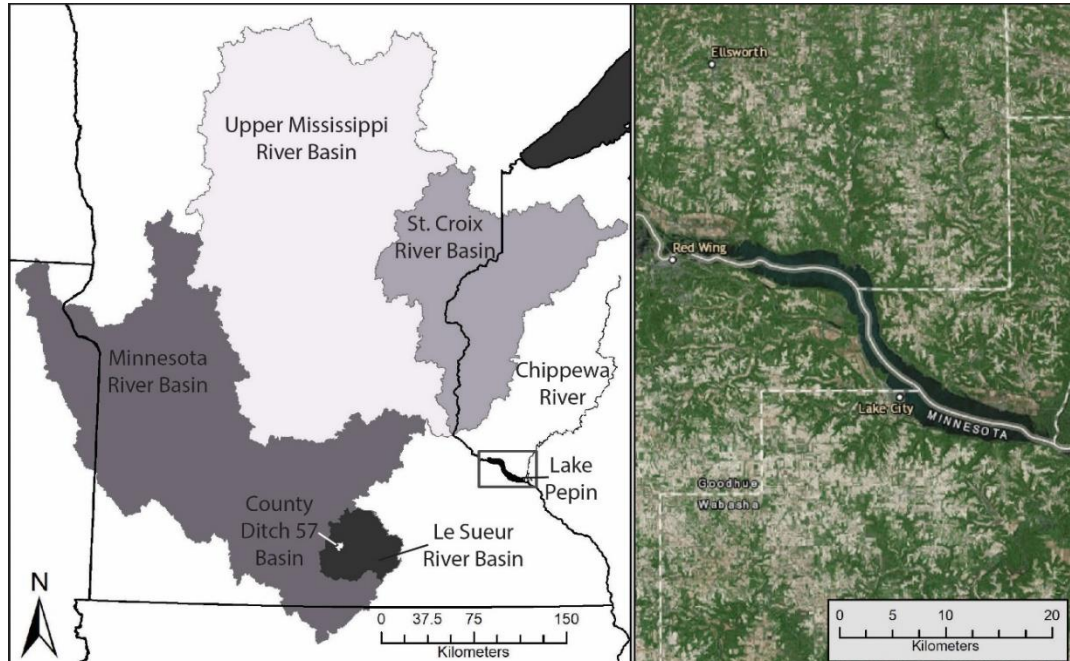 Upper Mississippi
River Basin
St. Croix
River Basin
Minnesota
River Basin
Chippewa
River
Lake
Pepin
County
Ditch 57
Basin
Le Sueur
River Basin
N
0 37.5 75 150
Kilometers
Ellsworth
Red Wing
Lake City
MINNESOTA
Goodhue
Wabasha
0 5 10 20
Kilometers